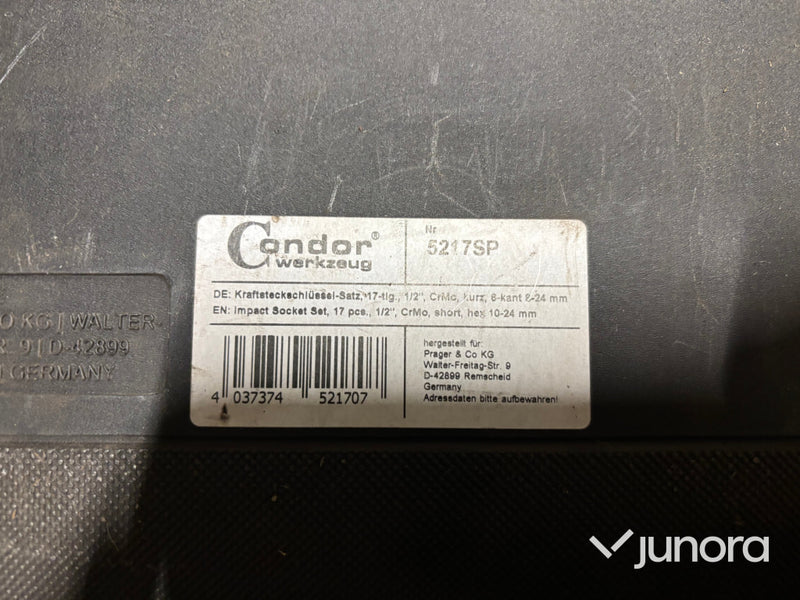 Condor®
werkzeug
Nr
5217SP
DE: Kraftsteckschlüssel-Satz, 17-tlg., 1/2", CrMo, kurz, 6-kant 8-24 mm
EN: Impact Socket Set, 17 pcs., 1/2", CrMo, short, hex 10-24 mm
4 037374 521707
hergestellt für:
Prager & Co KG
Walter-Freitag-Str. 9
D-42899 Remscheid
Germany
Adressdaten bitte aufbewahren!
O KG | WALTER-
R. 9 | D-42899
GERMANY
junora